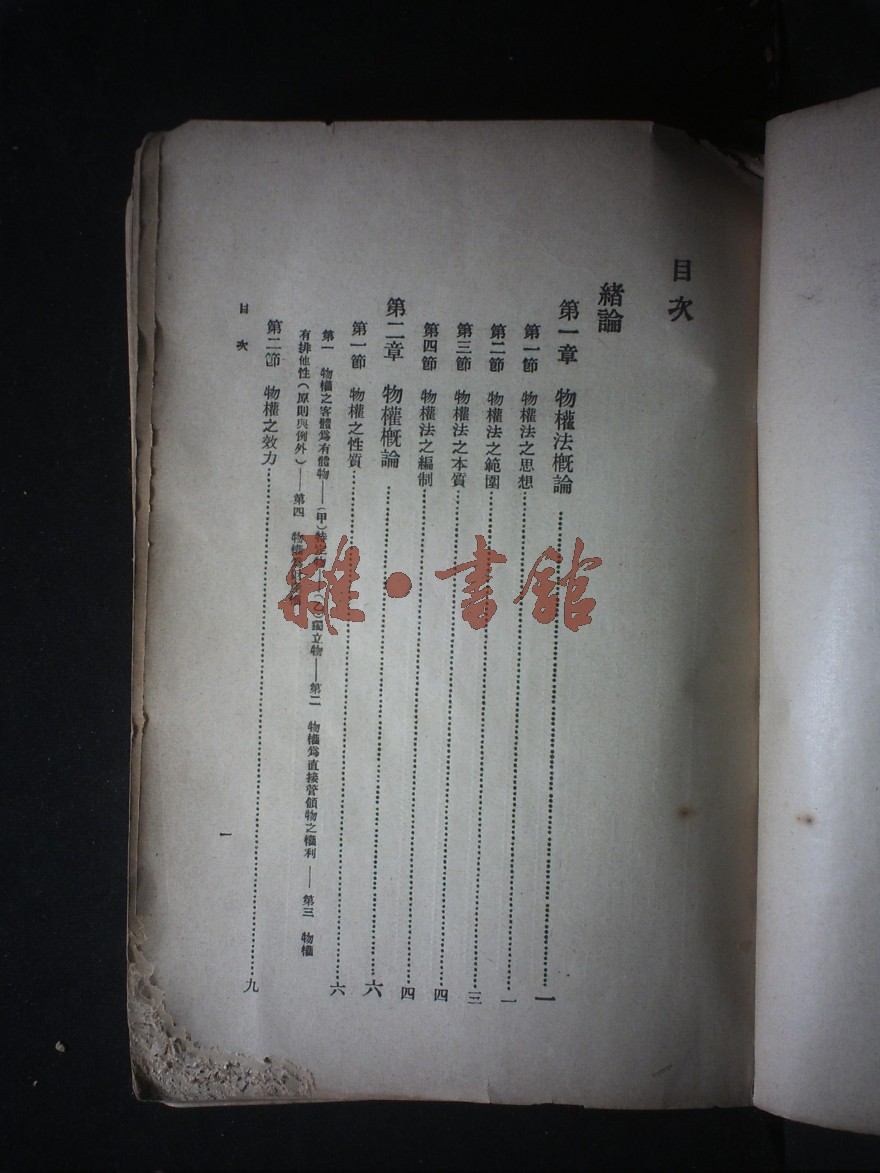 目次
緒論
第一章 物權法概論……一
第一節 物權法之思想……一
第二節 物權法之範圍……三
第三節 物權法之本質……四
第四節 物權法之編制……四
第二章 物權概論……六
第一節 物權之性質……六
第一 物權之客體爲有體物——(甲)特定物——(乙)獨立物——第二 物權爲直接管領物之權利——第三 物權
有排他性(原則與例外)——第四 物權
第二節 物權之效力……九
目次
一
雜·書館